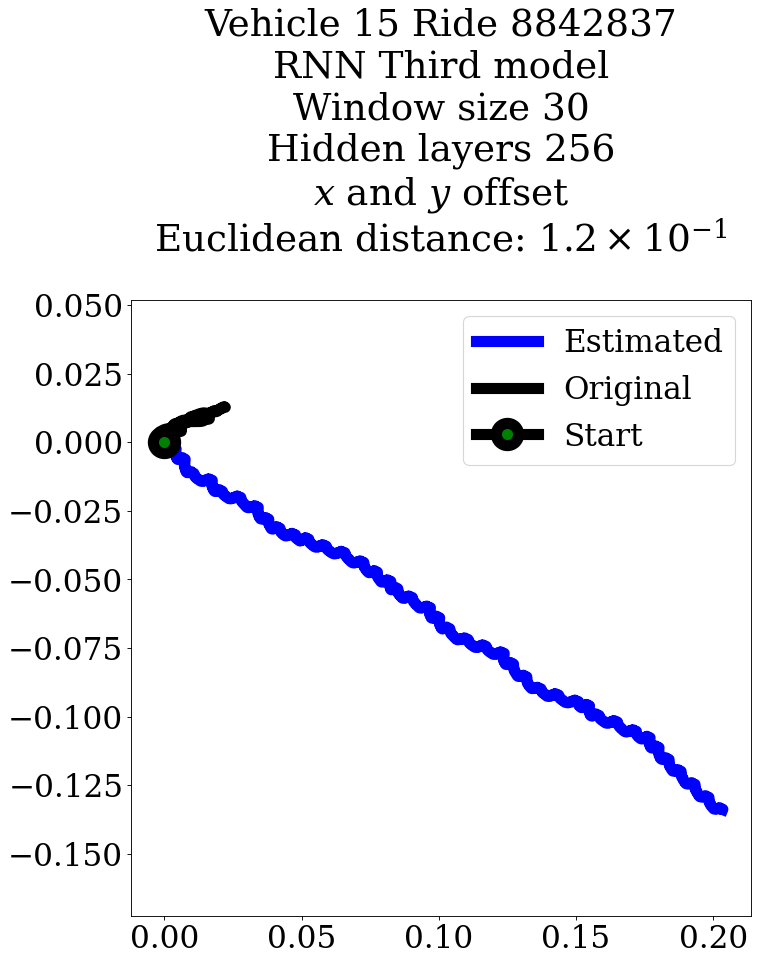 Vehicle 15 Ride 8842837
RNN Third model
Window size 30
Hidden layers 256
x and y offset
Euclidean distance: 1.2 × 10⁻¹
Estimated
Original
Start
0.050
0.025
0.000
−0.025
−0.050
−0.075
−0.100
−0.125
−0.150
0.00 0.05 0.10 0.15 0.20